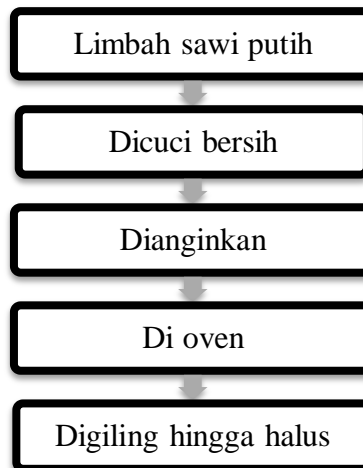 Limbah sawi putih
Dicuci bersih
Dianginkan
Di oven
Digiling hingga halus